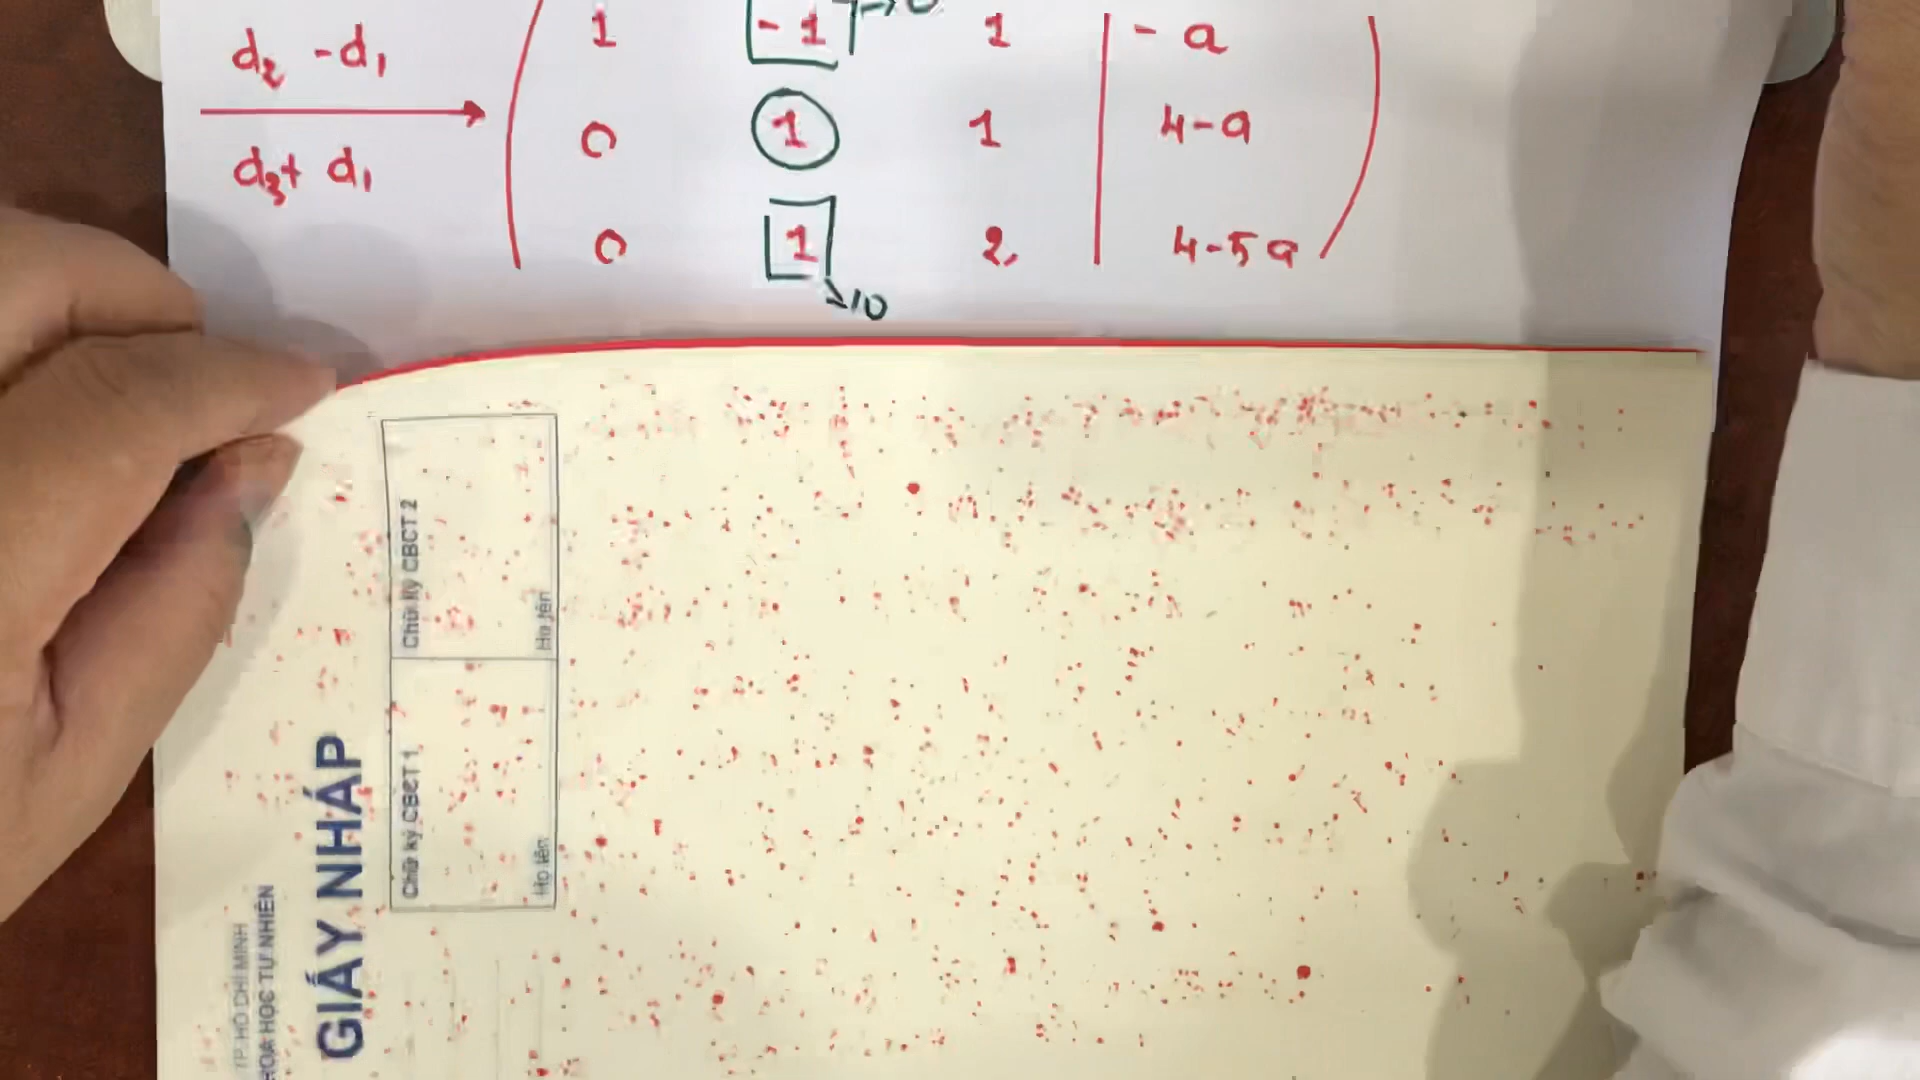 d₂ - d₁
d₃ + d₁
1 -1 → 0 1 | - a
0 1 1 | 4 - a
0 1 2 | 4 - 5a
↘ 0
Chữ ký CBCT 2
Họ tên
Chữ ký CBCT 1
Họ tên
GIẤY NHÁP
TP. HỒ CHÍ MINH
KHOA HỌC TỰ NHIÊN